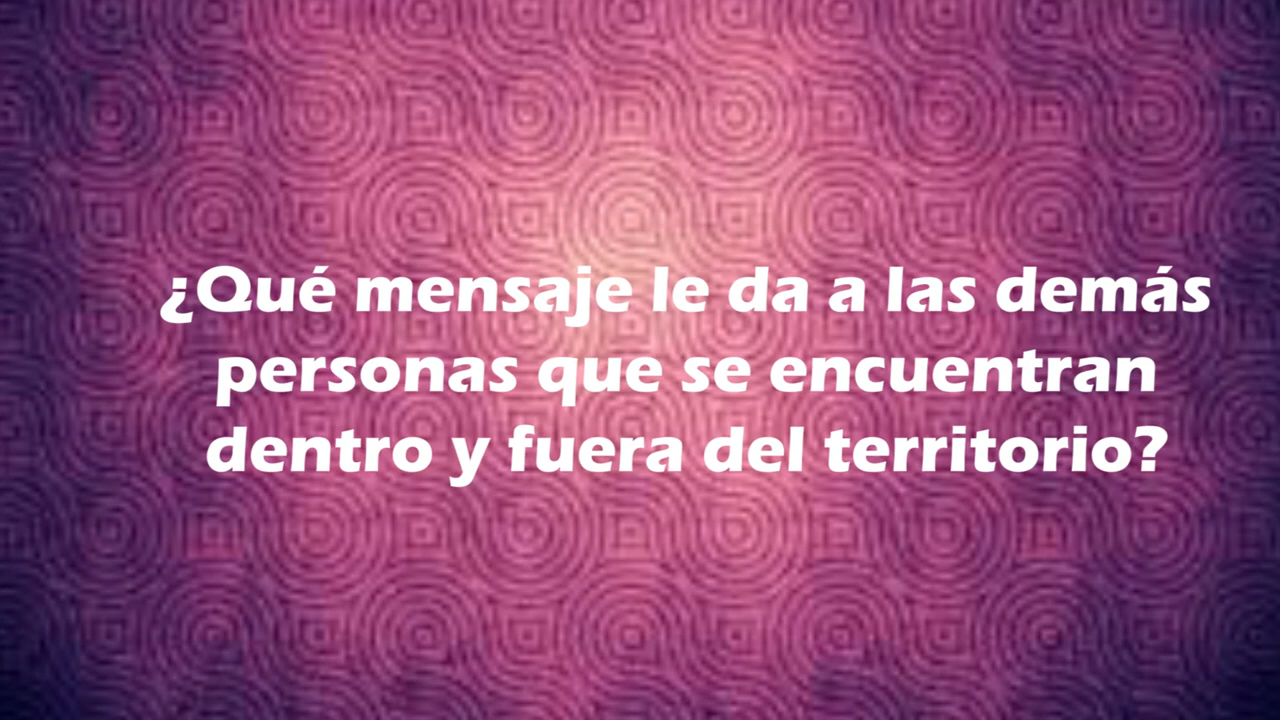 ¿Qué mensaje le da a las demás
personas que se encuentran
dentro y fuera del territorio?